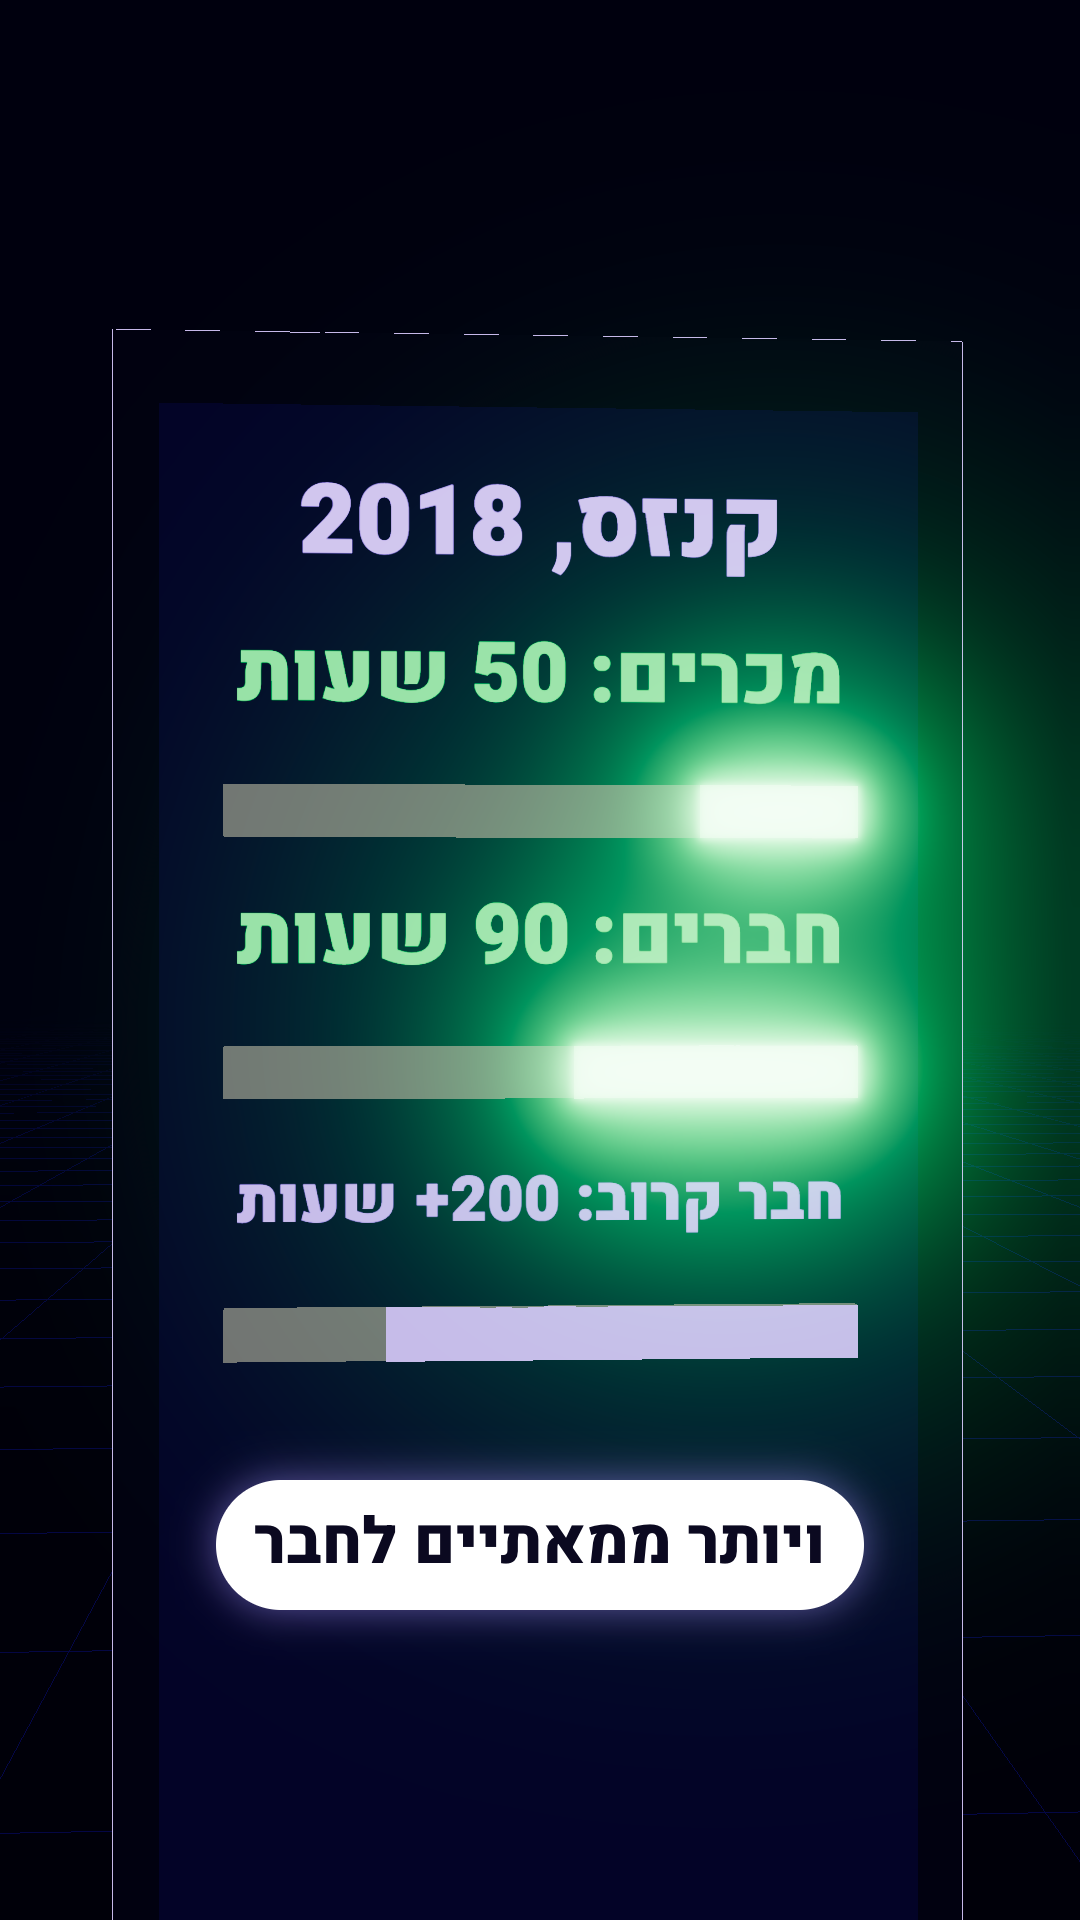 קנזס, 2018
מכרים: 50 שעות
חברים: 90 שעות
חבר קרוב: 200+ שעות
ויותר ממאתיים לחבר